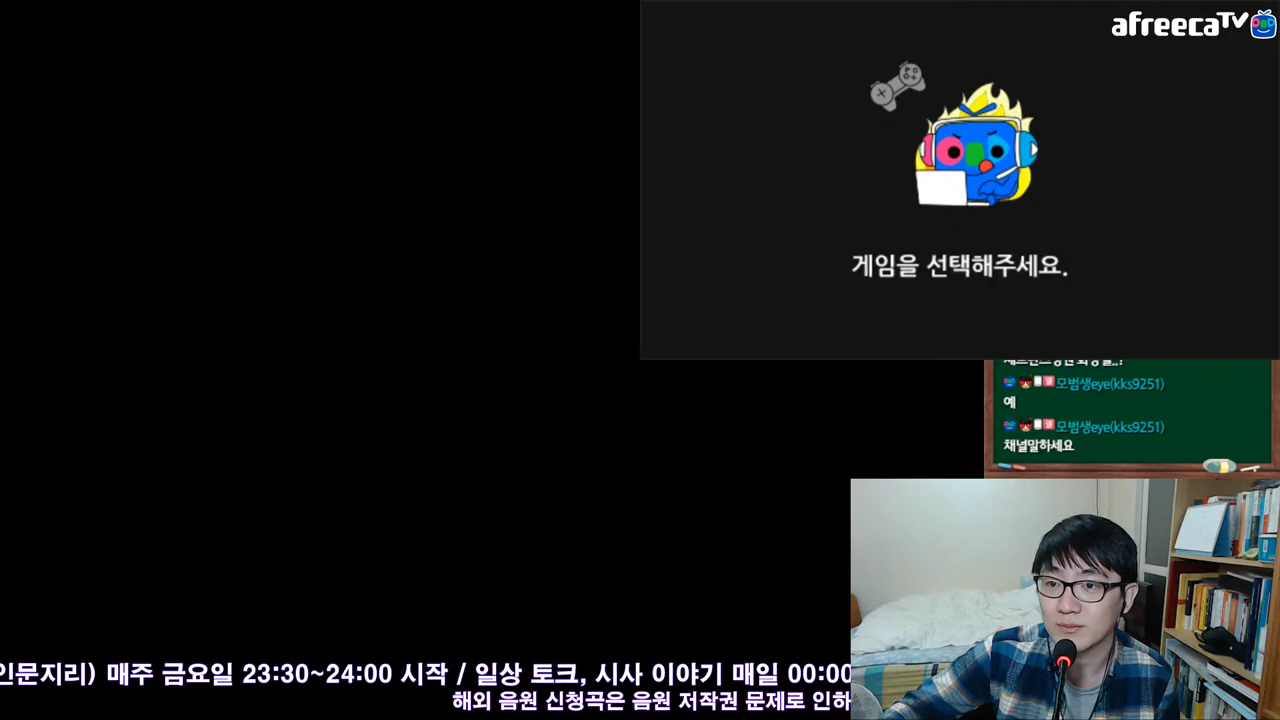 afreecaTV
게임을 선택해주세요.
모범생eye(kks9251)
예
모범생eye(kks9251)
채널말하세요
인문지리) 매주 금요일 23:30~24:00 시작 / 일상 토크, 시사 이야기 매일 00:00
해외 음원 신청곡은 음원 저작권 문제로 인하